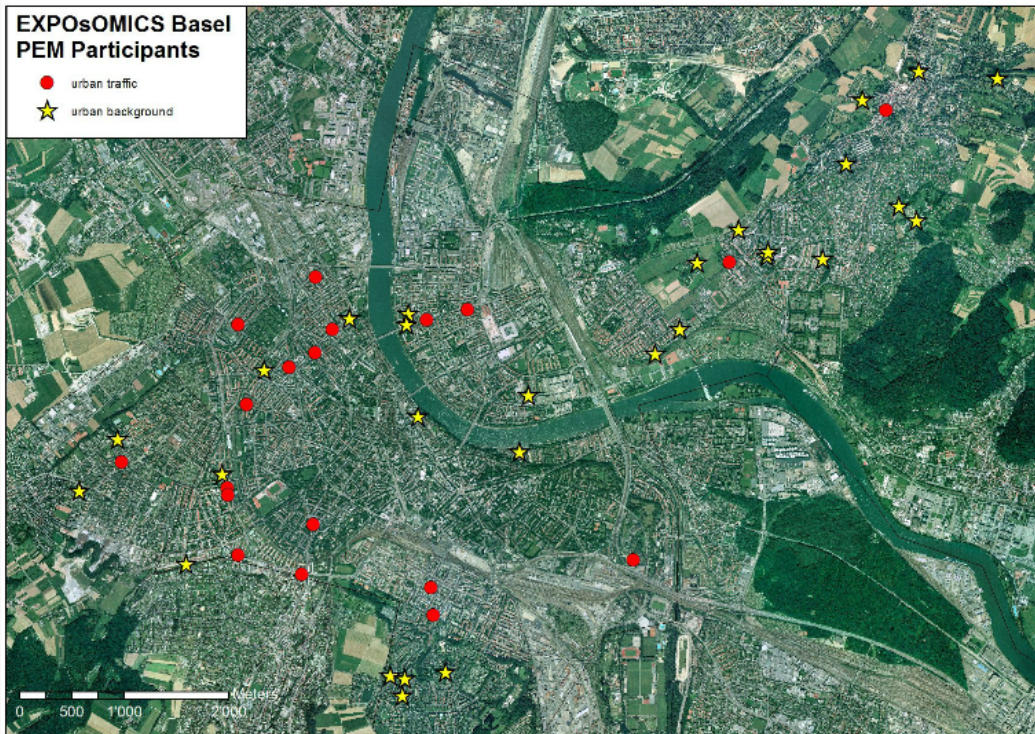 EXPOsOMICS Basel
PEM Participants
urban traffic
urban background
Meters
0 500 1'000 2'000